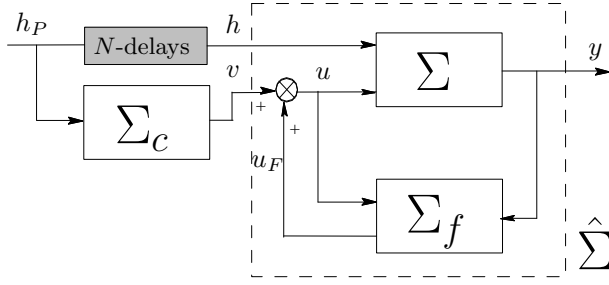 h_P
N-delays
h
y
v
u
Σ
Σ_c
+
+
u_F
Σ_f
Σ̂